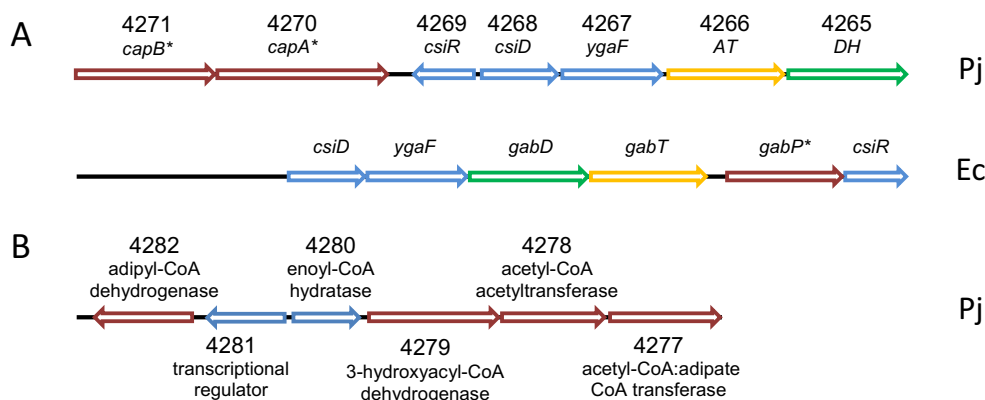 A
4271 4270 4269 4268 4267 4266 4265
capB* capA* csiR csiD ygaF AT DH
Pj
csiD ygaF gabD gabT gabP* csiR
Ec
B
4282 4280 4278
adipyl-CoA enoyl-CoA acetyl-CoA
dehydrogenase hydratase acetyltransferase
Pj
4281 4279 4277
transcriptional 3-hydroxyacyl-CoA acetyl-CoA:adipate
regulator dehydrogenase CoA transferase